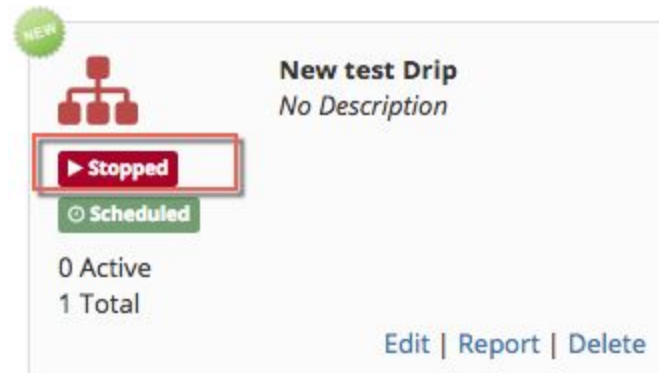 NEW
New test Drip
No Description
Stopped
Scheduled
0 Active
1 Total
Edit | Report | Delete